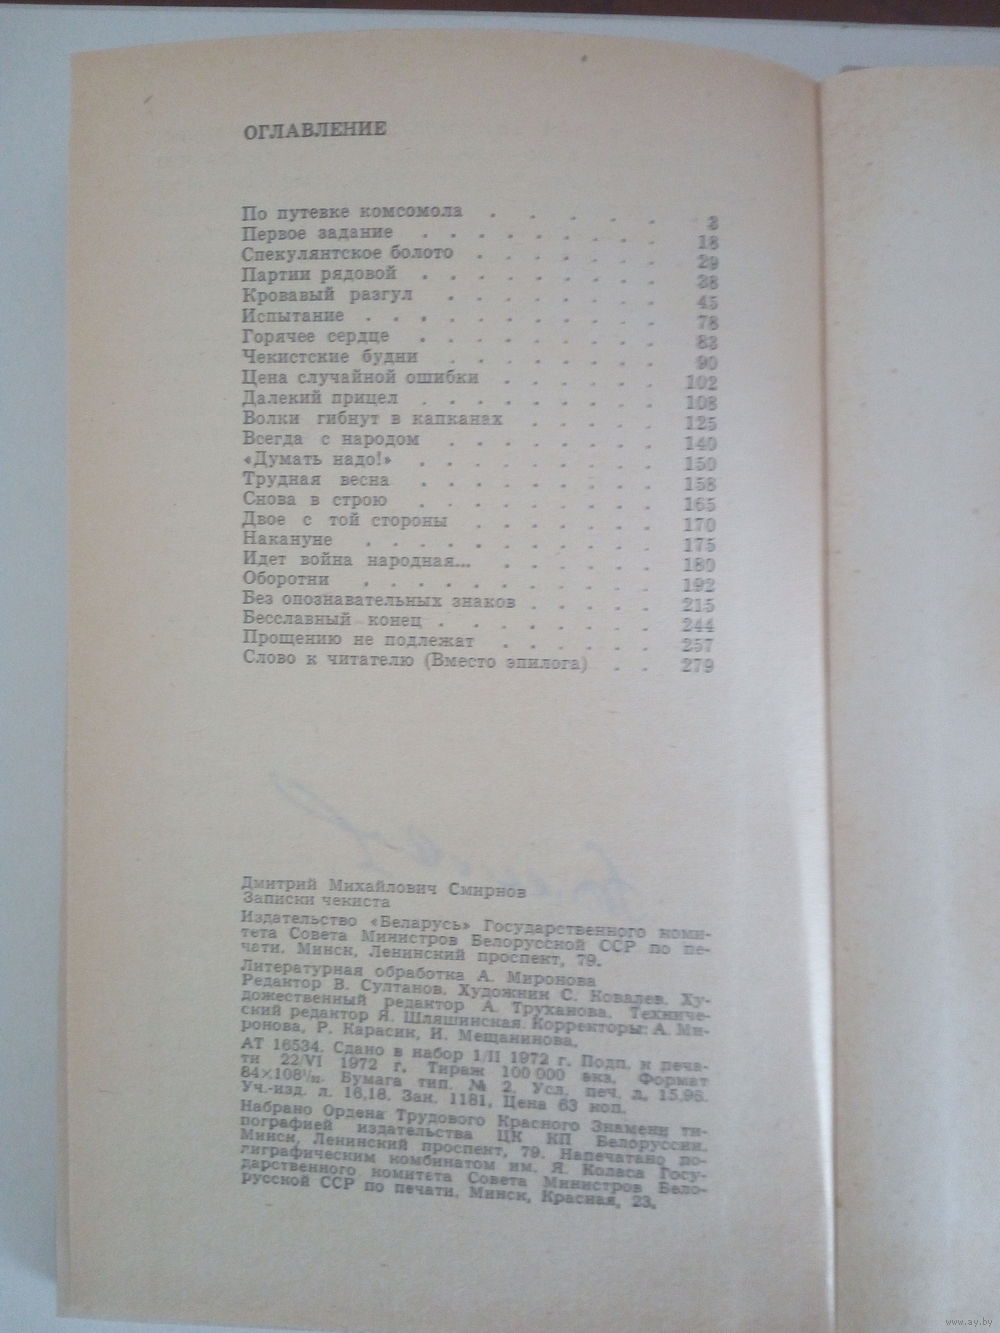 ОГЛАВЛЕНИЕ
По путевке комсомола . . . . . 3
Первое задание . . . . . . . . . 18
Спекулянтское болото . . . . . . . 29
Партии рядовой . . . . . . . . . 38
Кровавый разгул . . . . . . . . 45
Испытание . . . . . . . . . . . 78
Горячее сердце . . . . . . . . . 83
Чекистские будни . . . . . . . . 90
Цена случайной ошибки . . . . . . 102
Далекий прицел . . . . . . . . . 108
Волки гибнут в капканах . . . . . 125
Всегда с народом . . . . . . . . 140
«Думать надо!» . . . . . . . . . 150
Трудная весна . . . . . . . . . 158
Снова в строю . . . . . . . . . 165
Двое с той стороны . . . . . . . 170
Накануне . . . . . . . . . . . 175
Идет война народная... . . . . . . 180
Оборотни . . . . . . . . . . . 192
Без опознавательных знаков . . . . . 215
Бесславный конец . . . . . . . . 244
Прощению не подлежат . . . . . . 257
Слово к читателю (Вместо эпилога) . . 279
Дмитрий Михайлович Смирнов
Записки чекиста
Издательство «Беларусь» Государственного коми-
тета Совета Министров Белорусской ССР по пе-
чати. Минск, Ленинский проспект, 79.
Литературная обработка А. Миронова
Редактор В. Султанов. Художник С. Ковалев. Ху-
дожественный редактор А. Труханова. Техниче-
ский редактор Я. Шляшинская. Корректоры: А. Ми-
ронова, Р. Карасик, И. Мещанинова.
АТ 16534. Сдано в набор 1/II 1972 г. Подп. к печа-
ти 22/VI 1972 г. Тираж 100 000 экз. Формат
84×108¹/₃₂. Бумага тип. № 2. Усл. печ. л. 15,96.
Уч.-изд. л. 16,18. Зак. 1181. Цена 63 коп.
Набрано Ордена Трудового Красного Знамени ти-
пографией издательства ЦК КП Белоруссии.
Минск, Ленинский проспект, 79. Напечатано по-
лиграфическим комбинатом им. Я. Коласа Госу-
дарственного комитета Совета Министров Бело-
русской ССР по печати. Минск, Красная, 23.
www.ay.by